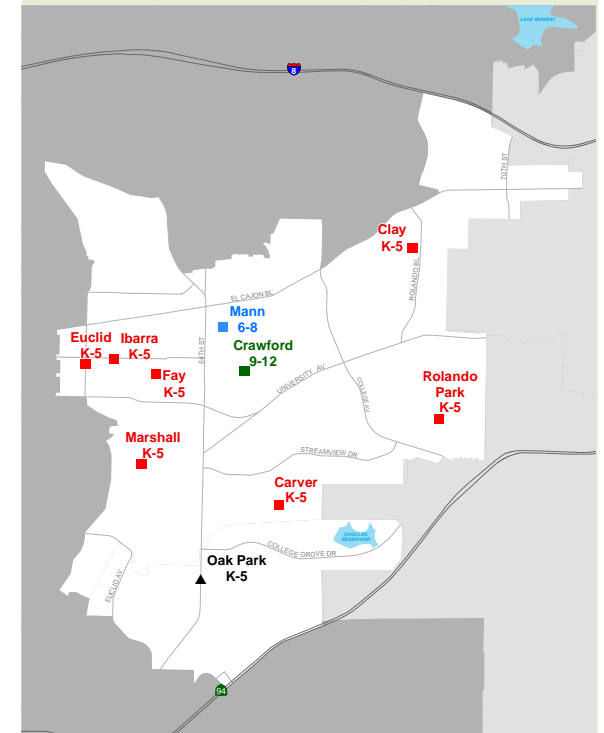 LAKE MURRAY
8
70TH ST
Clay
K-5
ROLANDO BL
EL CAJON BL
Mann
6-8
Euclid
K-5
Ibarra
K-5
54TH ST
Crawford
9-12
Fay
K-5
UNIVERSITY AV
COLLEGE AV
Rolando
Park
K-5
Marshall
K-5
STREAMVIEW DR
Carver
K-5
CHOLLAS
RESERVOIR
COLLEGE GROVE DR
Oak Park
K-5
EUCLID AV
94